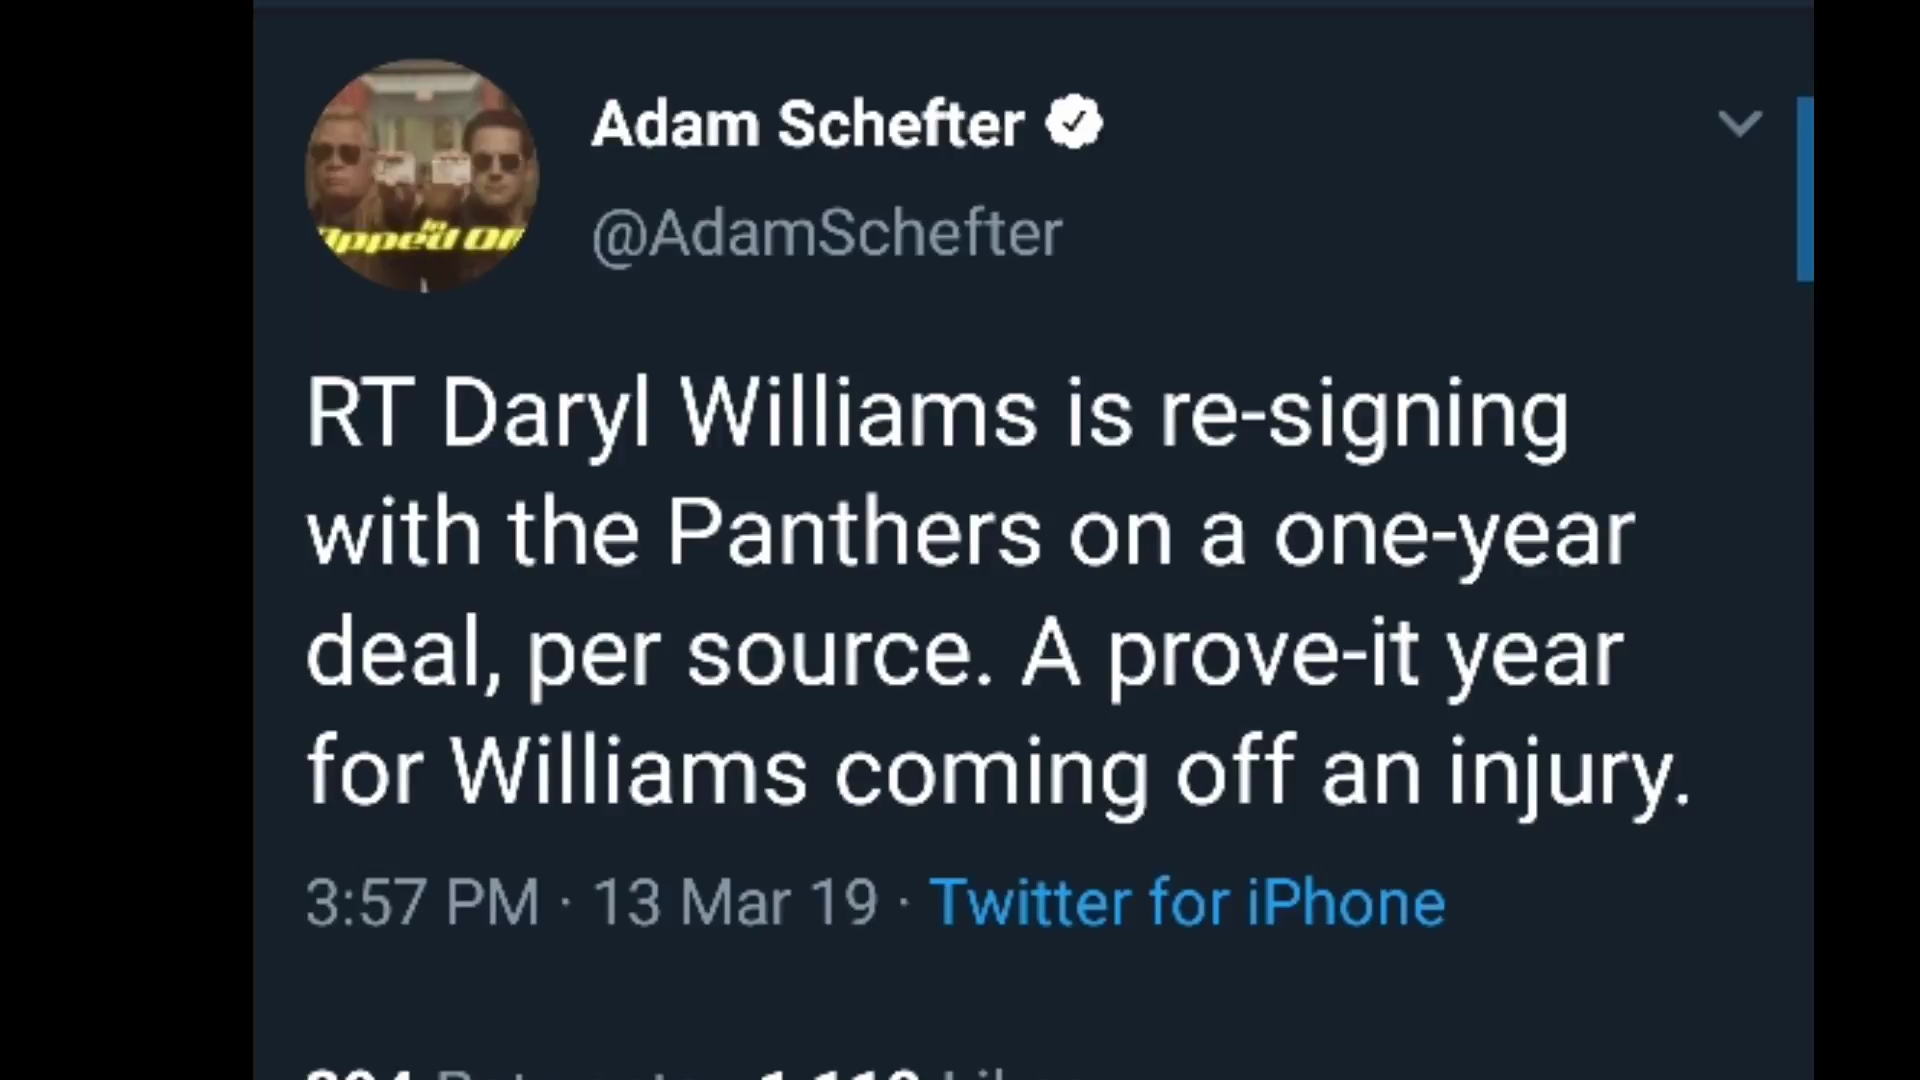 Adam Schefter
@AdamSchefter
RT Daryl Williams is re-signing
with the Panthers on a one-year
deal, per source. A prove-it year
for Williams coming off an injury.
3:57 PM · 13 Mar 19 · Twitter for iPhone